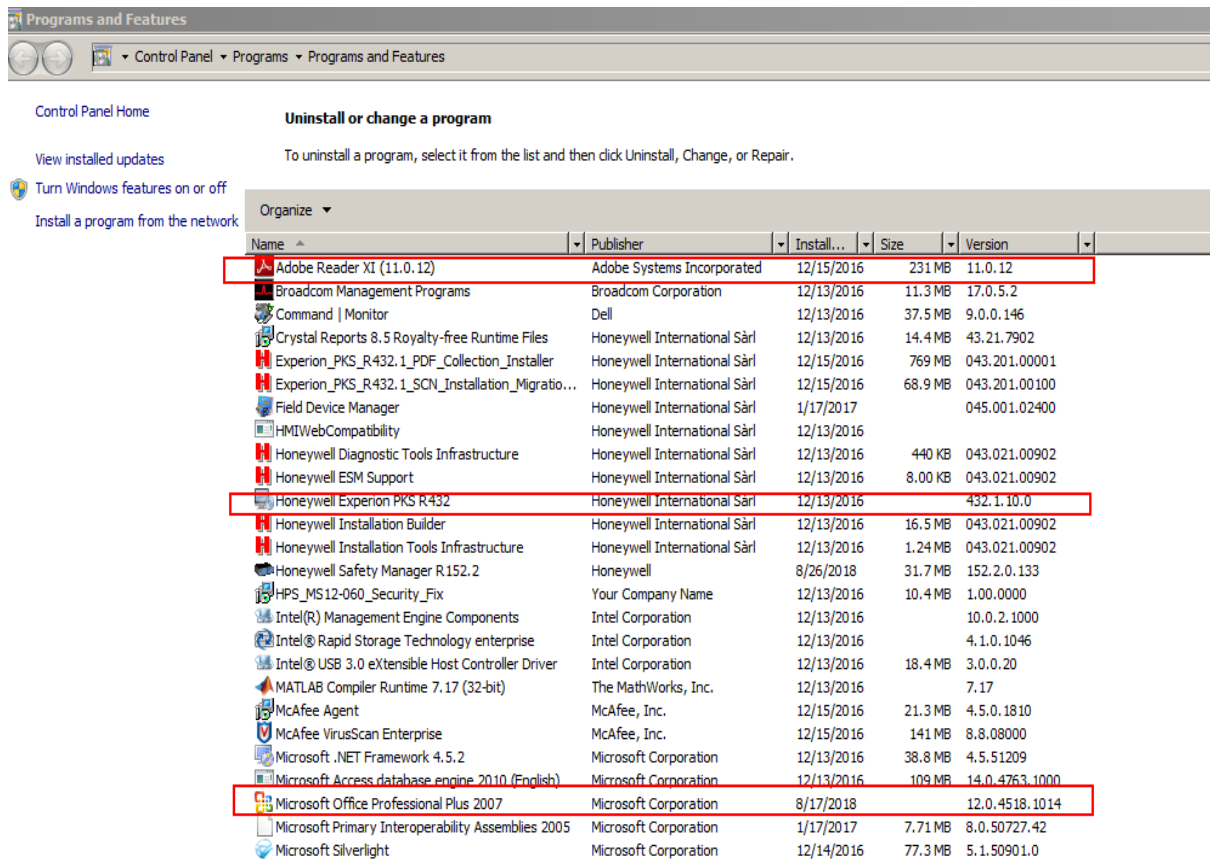 Programs and Features
Control Panel Programs Programs and Features
Control Panel Home
View installed updates
Turn Windows features on or off
Install a program from the network
Uninstall or change a program
To uninstall a program, select it from the list and then click Uninstall, Change, or Repair.
Organize
Name Publisher Install... Size Version
Adobe Reader XI (11.0.12) Adobe Systems Incorporated 12/15/2016 231 MB 11.0.12
Broadcom Management Programs Broadcom Corporation 12/13/2016 11.3 MB 17.0.5.2
Command | Monitor Dell 12/13/2016 37.5 MB 9.0.0.146
Crystal Reports 8.5 Royalty-free Runtime Files Honeywell International Sàrl 12/13/2016 14.4 MB 43.21.7902
Experion_PKS_R432.1_PDF_Collection_Installer Honeywell International Sàrl 12/15/2016 769 MB 043.201.00001
Experion_PKS_R432.1_SCN_Installation_Migratio... Honeywell International Sàrl 12/15/2016 68.9 MB 043.201.00100
Field Device Manager Honeywell International Sàrl 1/17/2017 045.001.02400
HMIWebCompatibility Honeywell International Sàrl 12/13/2016
Honeywell Diagnostic Tools Infrastructure Honeywell International Sàrl 12/13/2016 440 KB 043.021.00902
Honeywell ESM Support Honeywell International Sàrl 12/13/2016 8.00 KB 043.021.00902
Honeywell Experion PKS R432 Honeywell International Sàrl 12/13/2016 432.1.10.0
Honeywell Installation Builder Honeywell International Sàrl 12/13/2016 16.5 MB 043.021.00902
Honeywell Installation Tools Infrastructure Honeywell International Sàrl 12/13/2016 1.24 MB 043.021.00902
Honeywell Safety Manager R152.2 Honeywell 8/26/2018 31.7 MB 152.2.0.133
HPS_MS12-060_Security_Fix Your Company Name 12/13/2016 10.4 MB 1.00.0000
Intel(R) Management Engine Components Intel Corporation 12/13/2016 10.0.2.1000
Intel® Rapid Storage Technology enterprise Intel Corporation 12/13/2016 4.1.0.1046
Intel® USB 3.0 eXtensible Host Controller Driver Intel Corporation 12/13/2016 18.4 MB 3.0.0.20
MATLAB Compiler Runtime 7.17 (32-bit) The MathWorks, Inc. 12/13/2016 7.17
McAfee Agent McAfee, Inc. 12/15/2016 21.3 MB 4.5.0.1810
McAfee VirusScan Enterprise McAfee, Inc. 12/15/2016 141 MB 8.8.08000
Microsoft .NET Framework 4.5.2 Microsoft Corporation 12/13/2016 38.8 MB 4.5.51209
Microsoft Access database engine 2010 (English) Microsoft Corporation 12/13/2016 109 MB 14.0.4763.1000
Microsoft Office Professional Plus 2007 Microsoft Corporation 8/17/2018 12.0.4518.1014
Microsoft Primary Interoperability Assemblies 2005 Microsoft Corporation 1/17/2017 7.71 MB 8.0.50727.42
Microsoft Silverlight Microsoft Corporation 12/14/2016 77.3 MB 5.1.50901.0